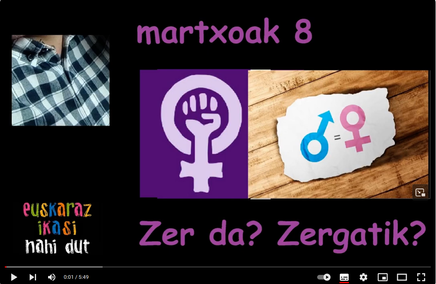 martxoak 8
=
euskaraz
ikasi
nahi dut
Zer da? Zergatik?
0:01 / 5:49